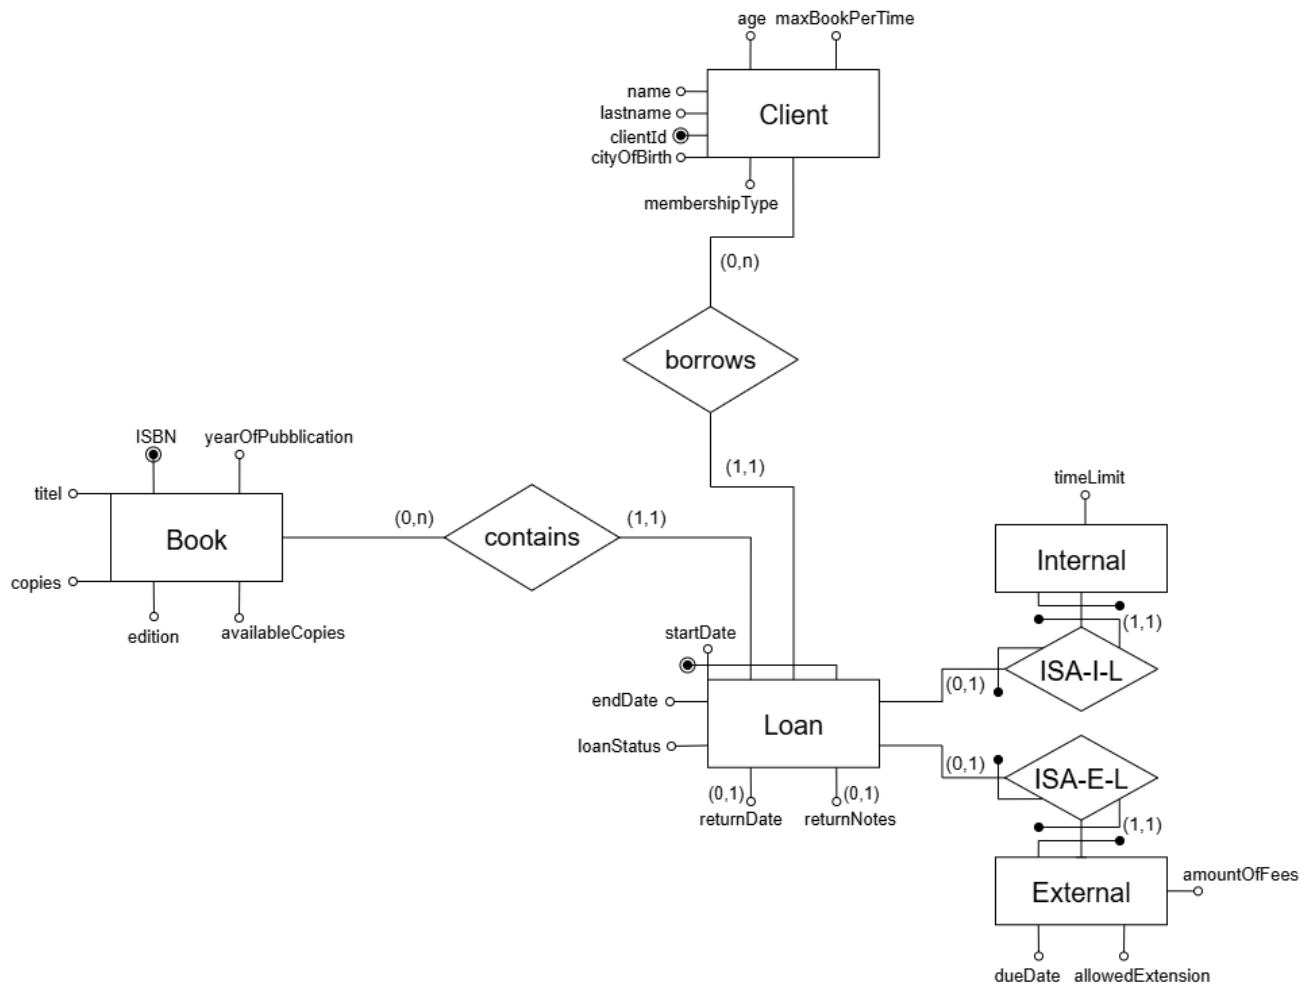 age maxBookPerTime
name
lastname
clientId
cityOfBirth
Client
membershipType
(0,n)
borrows
(1,1)
ISBN yearOfPubblication
titel
copies
Book
edition
availableCopies
(0,n)
contains
(1,1)
startDate
endDate
loanStatus
Loan
(0,1)
returnDate
(0,1)
returnNotes
timeLimit
Internal
(1,1)
ISA-I-L
(0,1)
(0,1)
ISA-E-L
(1,1)
External
amountOfFees
dueDate allowedExtension